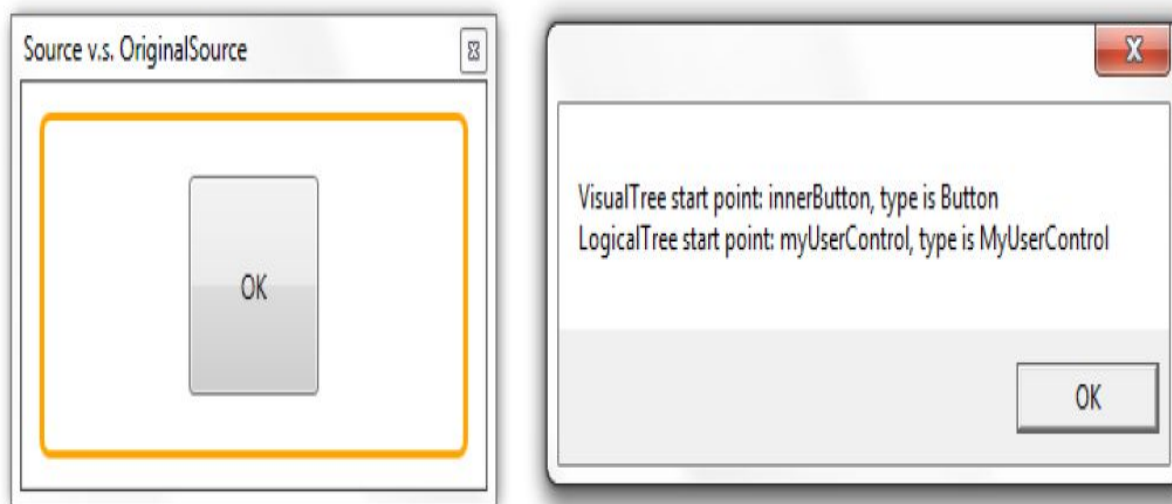 Source v.s. OriginalSource
OK
VisualTree start point: innerButton, type is Button
LogicalTree start point: myUserControl, type is MyUserControl
OK